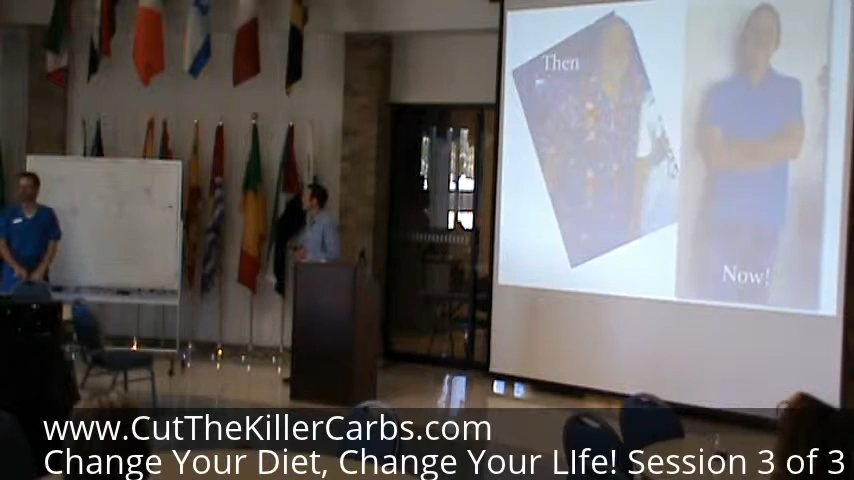 Then
Now!
www.CutTheKillerCarbs.com
Change Your Diet, Change Your LIfe! Session 3 of 3